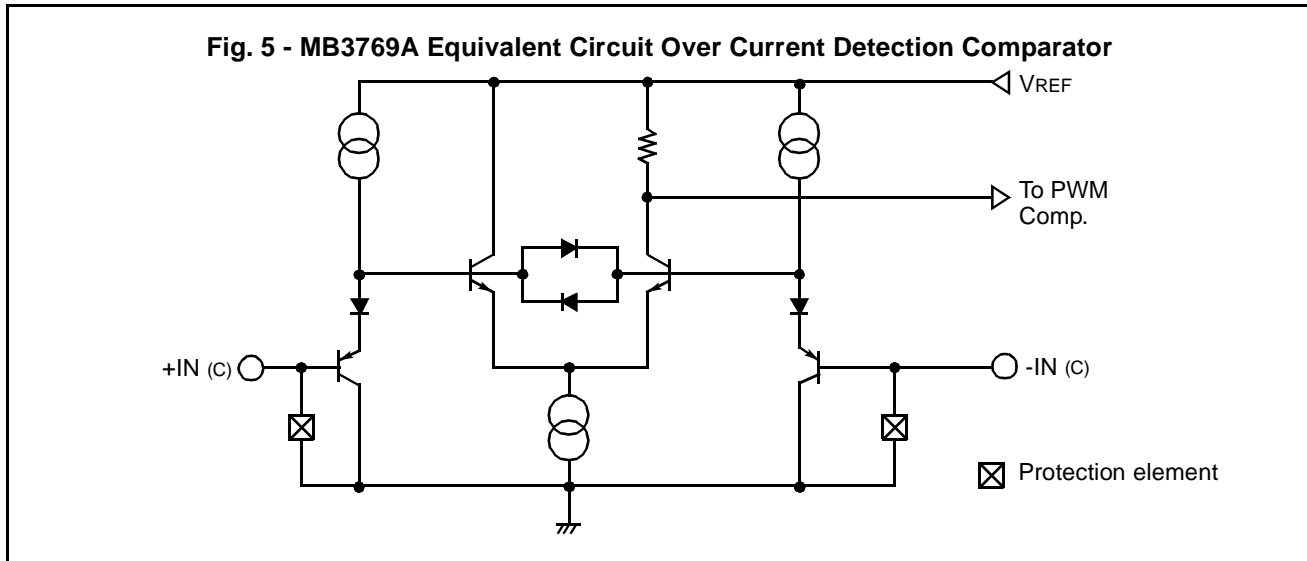 Fig. 5 - MB3769A Equivalent Circuit Over Current Detection Comparator
VREF
To PWM
Comp.
+IN (C)
-IN (C)
Protection element